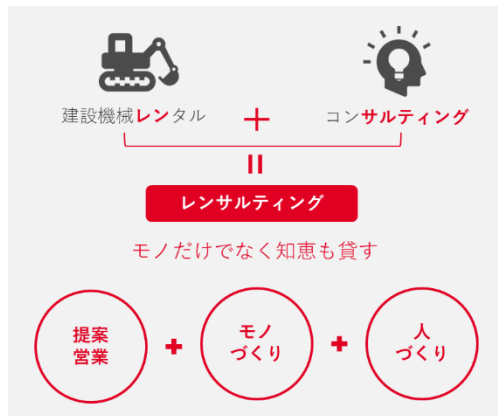 建設機械レンタル + コンサルティング
=
レンサルティング
モノだけでなく知恵も貸す
提案
営業
+
モノ
づくり
+
人
づくり